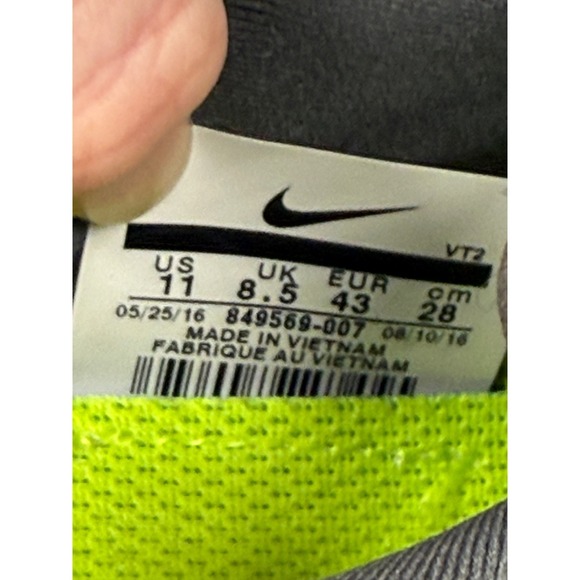 VT2
US UK EUR cm
11 8.5 43 28
05/25/16 849569-007 08/10/16
MADE IN VIETNAM
FABRIQUE AU VIETNAM